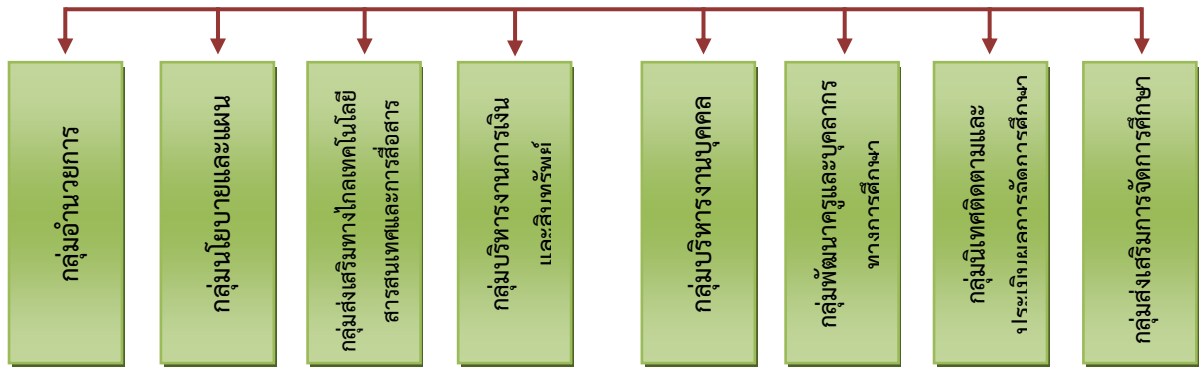 กลุ่มอำนวยการ
กลุ่มนโยบายและแผน
กลุ่มส่งเสริมทางไกลเทคโนโลยี
สารสนเทศและการสื่อสาร
กลุ่มบริหารงานการเงิน
และสินทรัพย์
กลุ่มบริหารงานบุคคล
กลุ่มพัฒนาครูและบุคลากร
ทางการศึกษา
กลุ่มนิเทศติดตามและ
ประเมินผลการจัดการศึกษา
กลุ่มส่งเสริมการจัดการศึกษา